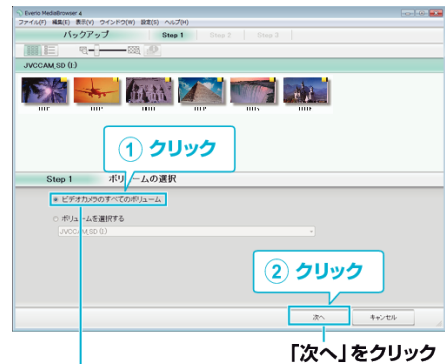 Everio MediaBrowser 4
ファイル(F) 編集(E) 表示(V) ウインドウ(W) 設定(S) ヘルプ(H)
バックアップ Step 1 Step 2 Step 3
JVCCAM_SD (I:)
① クリック
Step 1 ボリュームの選択
ビデオカメラのすべてのボリューム
ボリュームを選択する
JVCCAM_SD (I:)
② クリック
次へ キャンセル
「次へ」をクリック